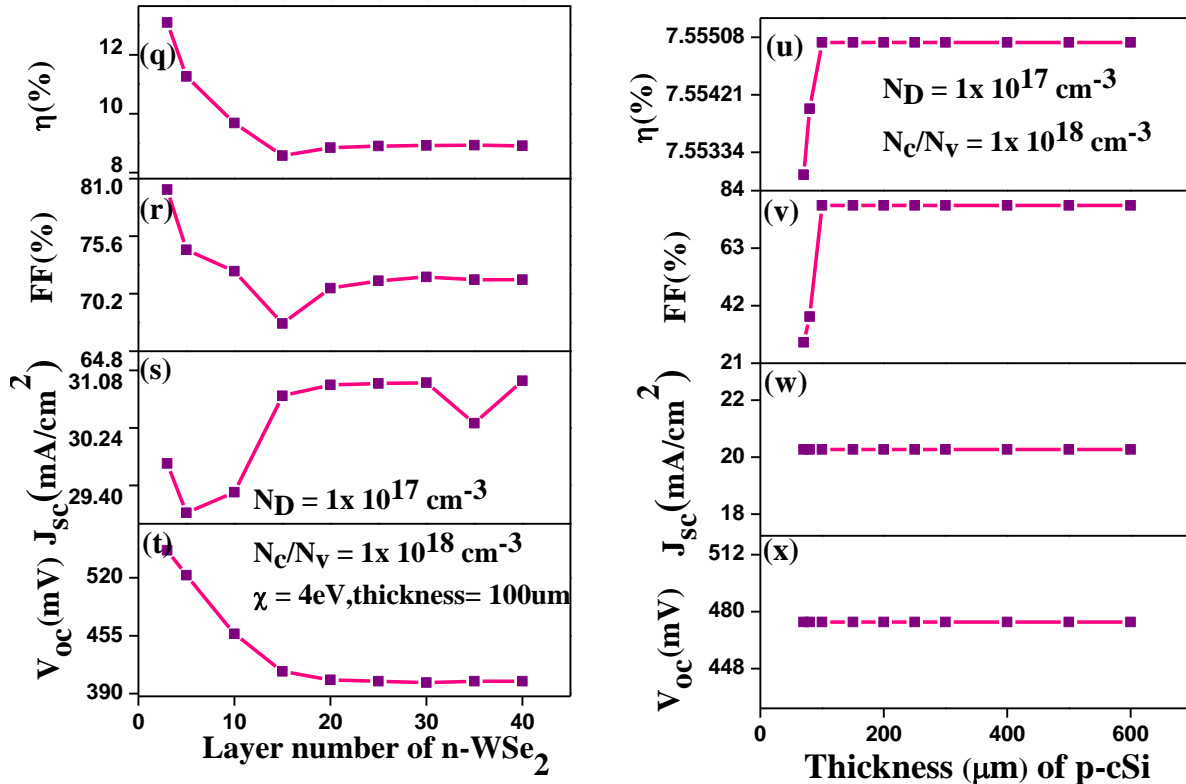 (q)
η(%)
12
10
8
(r)
FF(%)
81.0
75.6
70.2
64.8
(s)
J_sc(mA/cm^2)
31.08
30.24
29.40
N_D = 1x 10^17 cm^-3
(t)
V_oc(mV)
520
455
390
N_c/N_v = 1x 10^18 cm^-3
χ = 4eV,thickness= 100um
0 10 20 30 40
Layer number of n-WSe_2
(u)
η(%)
7.55508
7.55421
7.55334
N_D = 1x 10^17 cm^-3
N_c/N_v = 1x 10^18 cm^-3
(v)
FF(%)
84
63
42
21
(w)
J_sc(mA/cm^2)
22
20
18
(x)
V_oc(mV)
512
480
448
0 200 400 600
Thickness (μm) of p-cSi